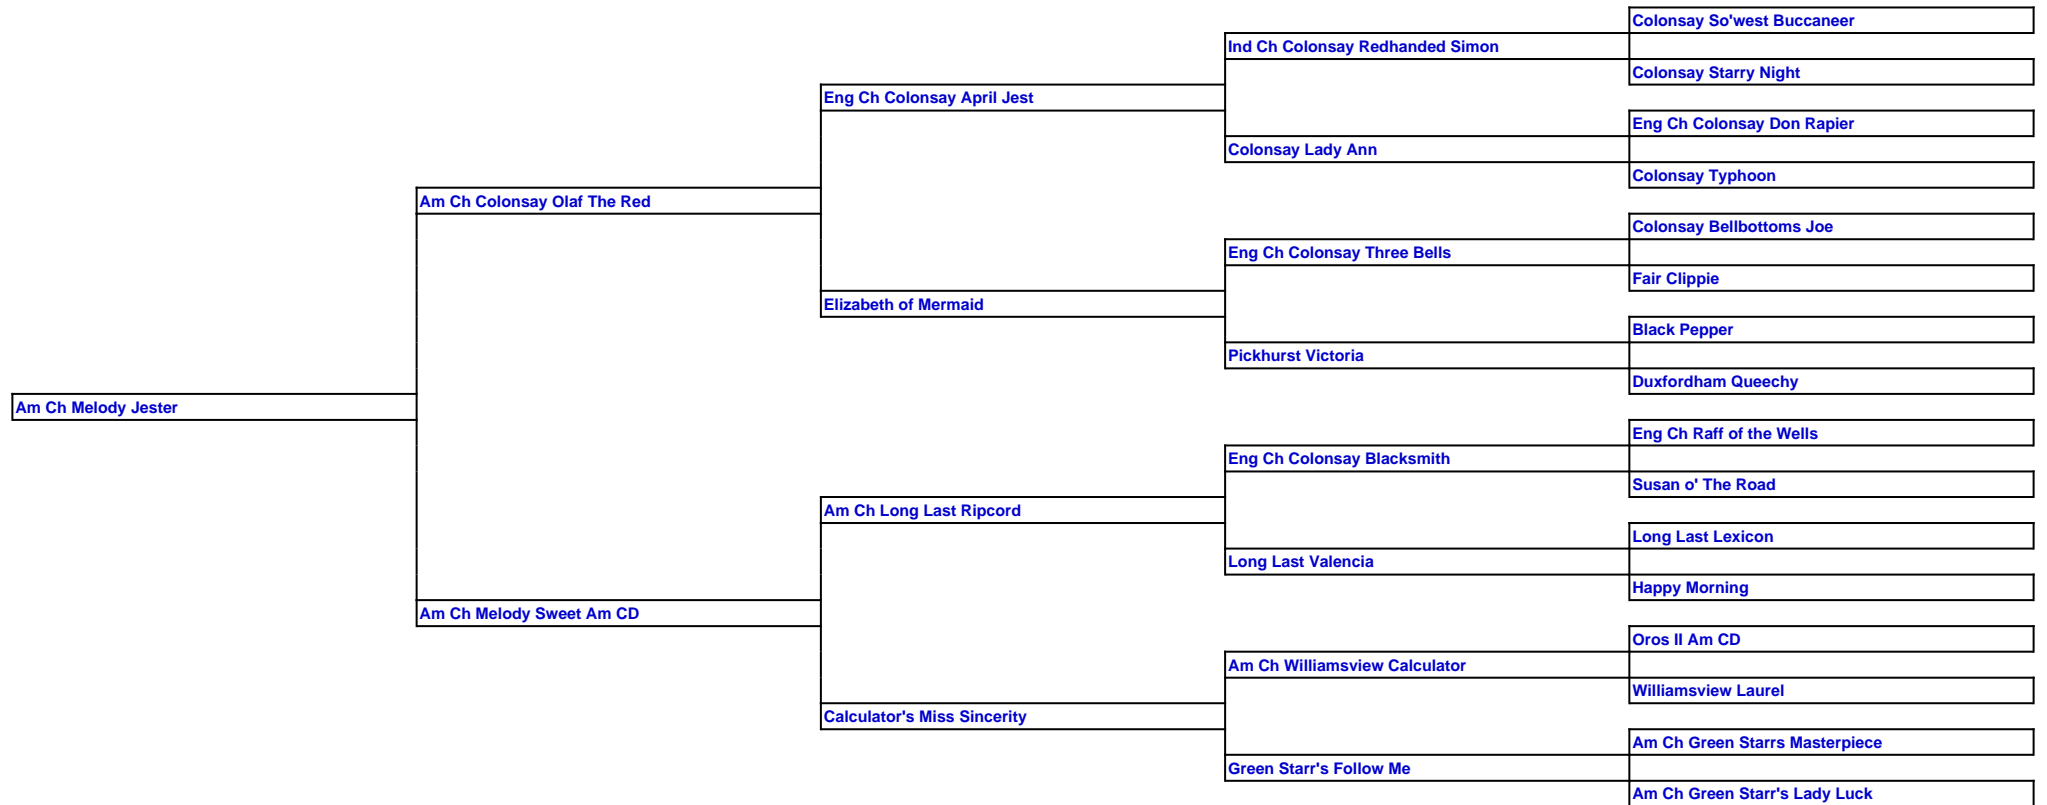 Colonsay So'west Buccaneer
Ind Ch Colonsay Redhanded Simon
Colonsay Starry Night
Eng Ch Colonsay April Jest
Eng Ch Colonsay Don Rapier
Colonsay Lady Ann
Colonsay Typhoon
Am Ch Colonsay Olaf The Red
Colonsay Bellbottoms Joe
Eng Ch Colonsay Three Bells
Fair Clippie
Elizabeth of Mermaid
Black Pepper
Pickhurst Victoria
Duxfordham Queechy
Am Ch Melody Jester
Eng Ch Raff of the Wells
Eng Ch Colonsay Blacksmith
Susan o' The Road
Am Ch Long Last Ripcord
Long Last Lexicon
Long Last Valencia
Happy Morning
Am Ch Melody Sweet Am CD
Oros II Am CD
Am Ch Williamsview Calculator
Williamsview Laurel
Calculator's Miss Sincerity
Am Ch Green Starrs Masterpiece
Green Starr's Follow Me
Am Ch Green Starr's Lady Luck